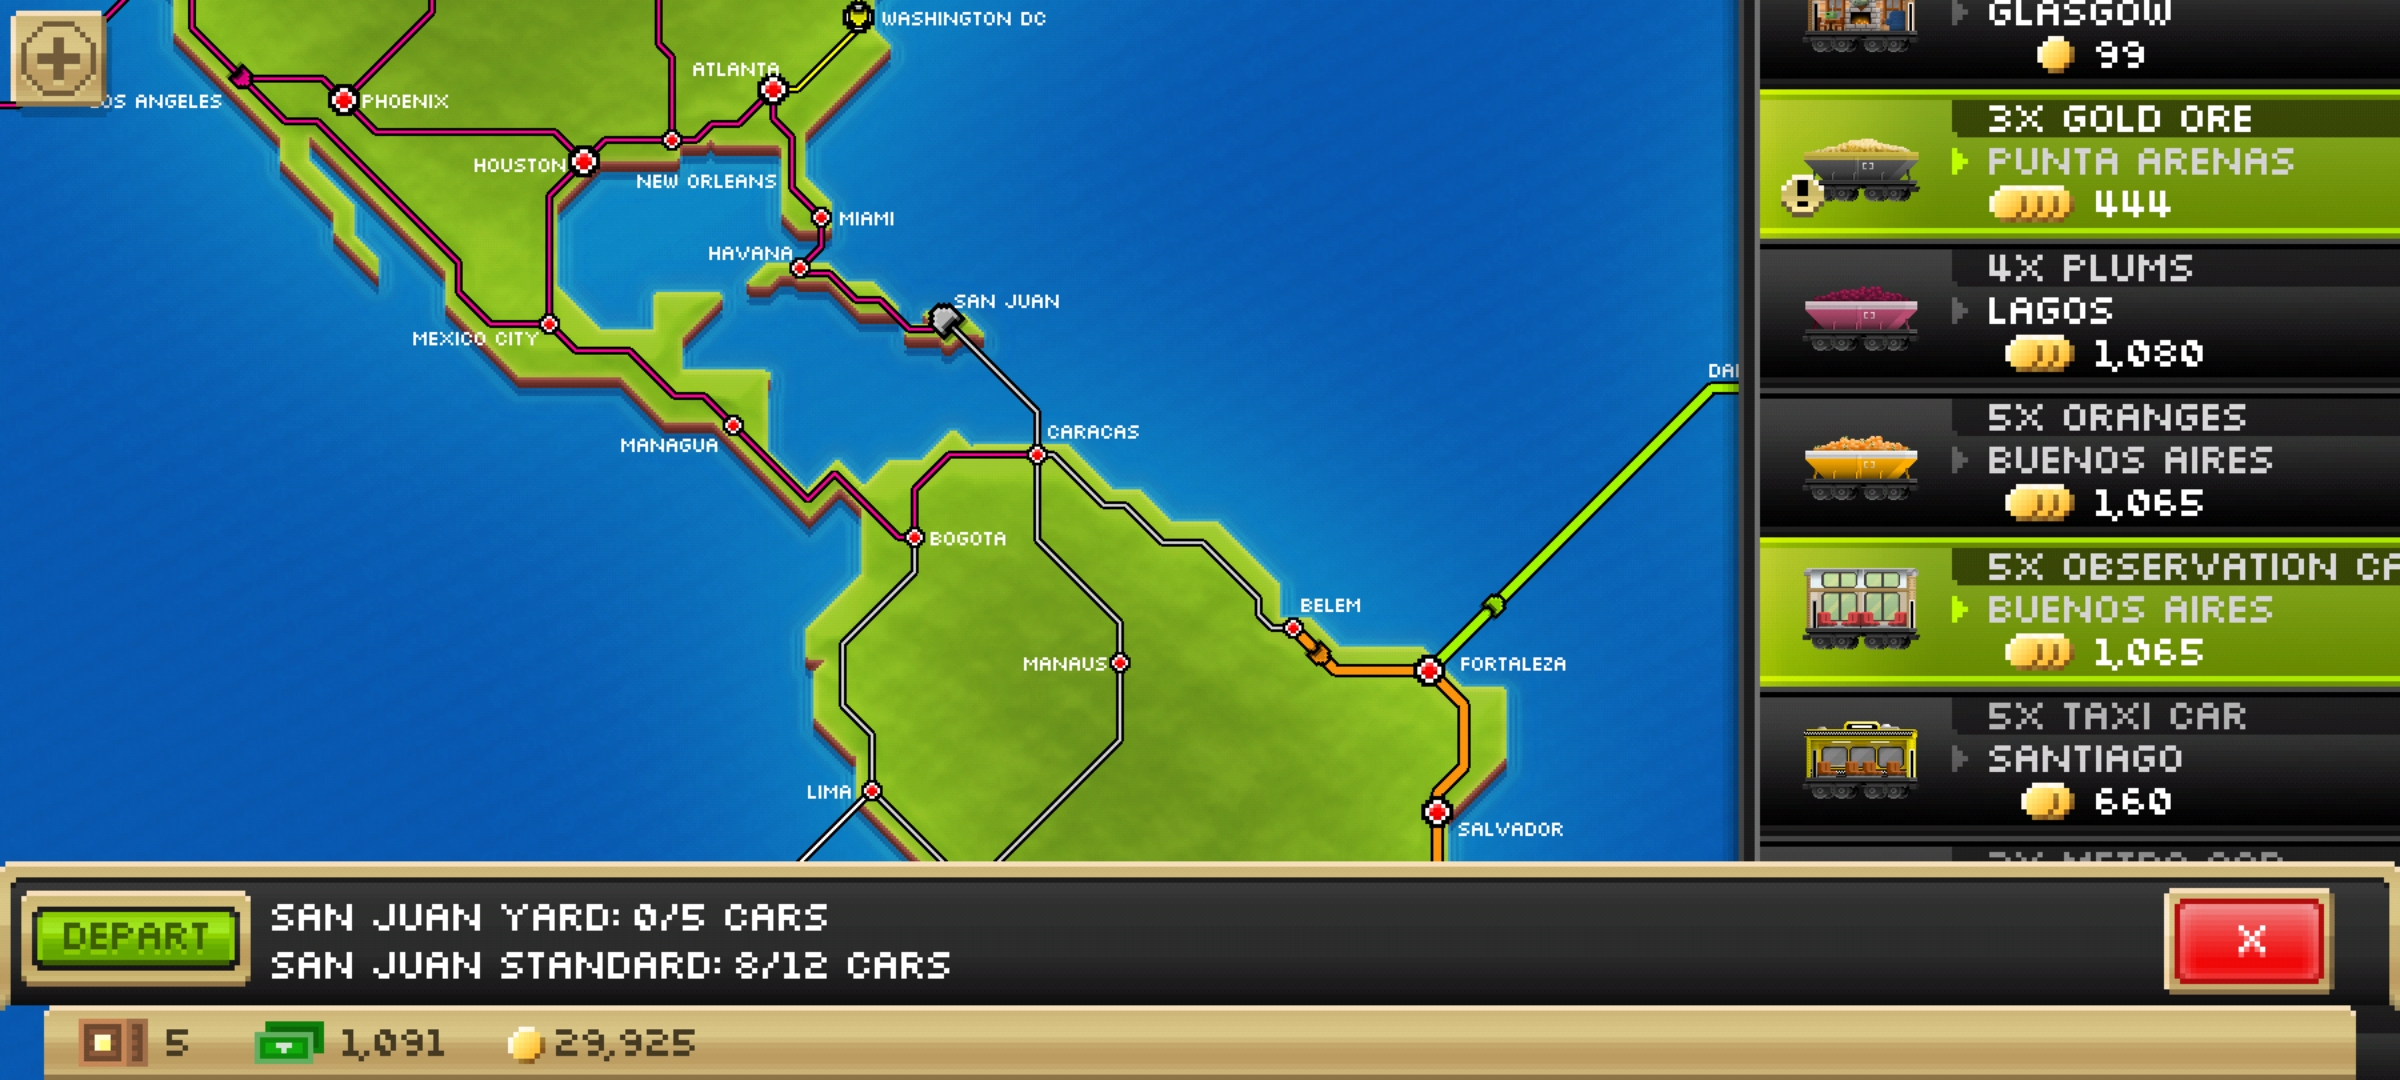 WASHINGTON DC
ATLANTA
PHOENIX
HOUSTON
NEW ORLEANS
MIAMI
HAVANA
SAN JUAN
MEXICO CITY
MANAGUA
CARACAS
BOGOTA
BELEM
MANAUS
FORTALEZA
LIMA
SALVADOR
GLASGOW
99
3X GOLD ORE
PUNTA ARENAS
444
4X PLUMS
LAGOS
1,080
5X ORANGES
BUENOS AIRES
1,065
5X OBSERVATION CA
BUENOS AIRES
1,065
5X TAXI CAR
SANTIAGO
660
DEPART
SAN JUAN YARD: 0/5 CARS
SAN JUAN STANDARD: 8/12 CARS
X
5
1,091
29,925